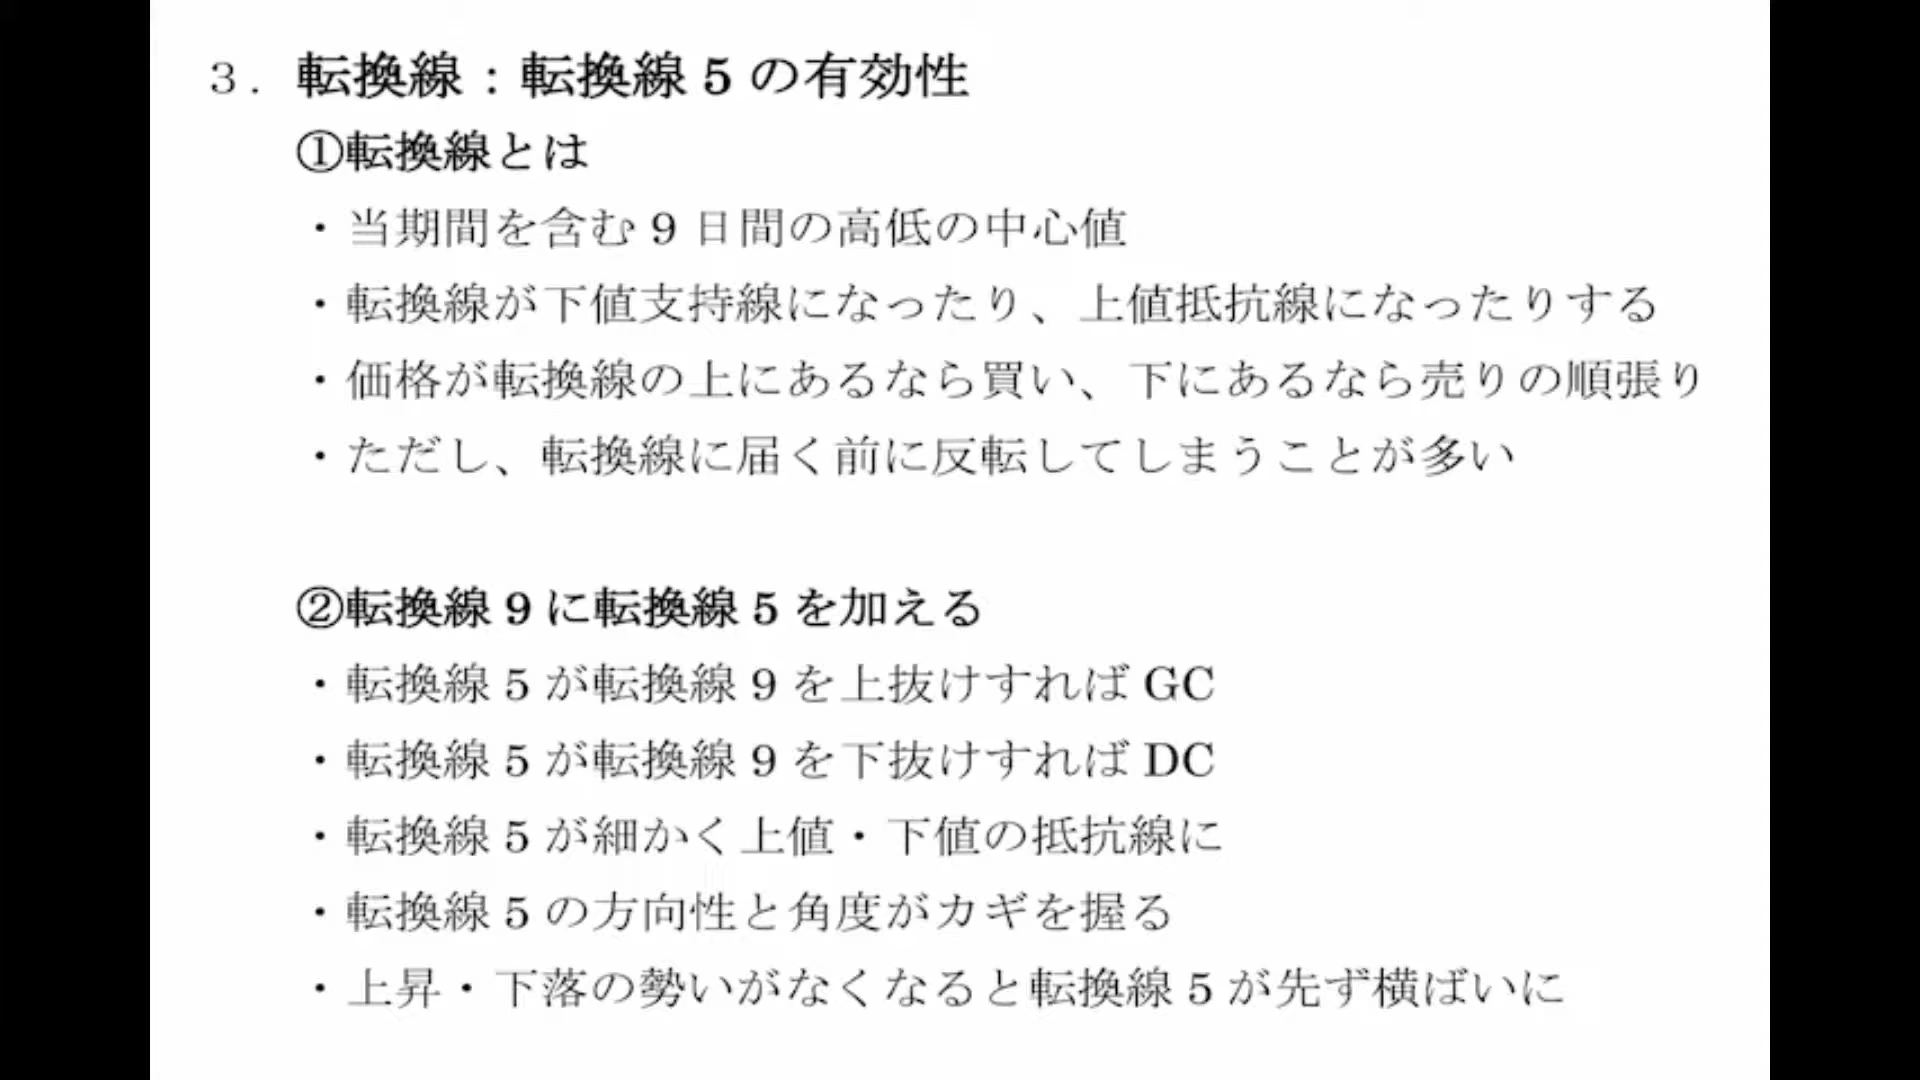 ３．転換線：転換線 5 の有効性
①転換線とは
・当期間を含む 9 日間の高低の中心値
・転換線が下値支持線になったり、上値抵抗線になったりする
・価格が転換線の上にあるなら買い、下にあるなら売りの順張り
・ただし、転換線に届く前に反転してしまうことが多い
②転換線 9 に転換線 5 を加える
・転換線 5 が転換線 9 を上抜けすれば GC
・転換線 5 が転換線 9 を下抜けすれば DC
・転換線 5 が細かく上値・下値の抵抗線に
・転換線 5 の方向性と角度がカギを握る
・上昇・下落の勢いがなくなると転換線 5 が先ず横ばいに